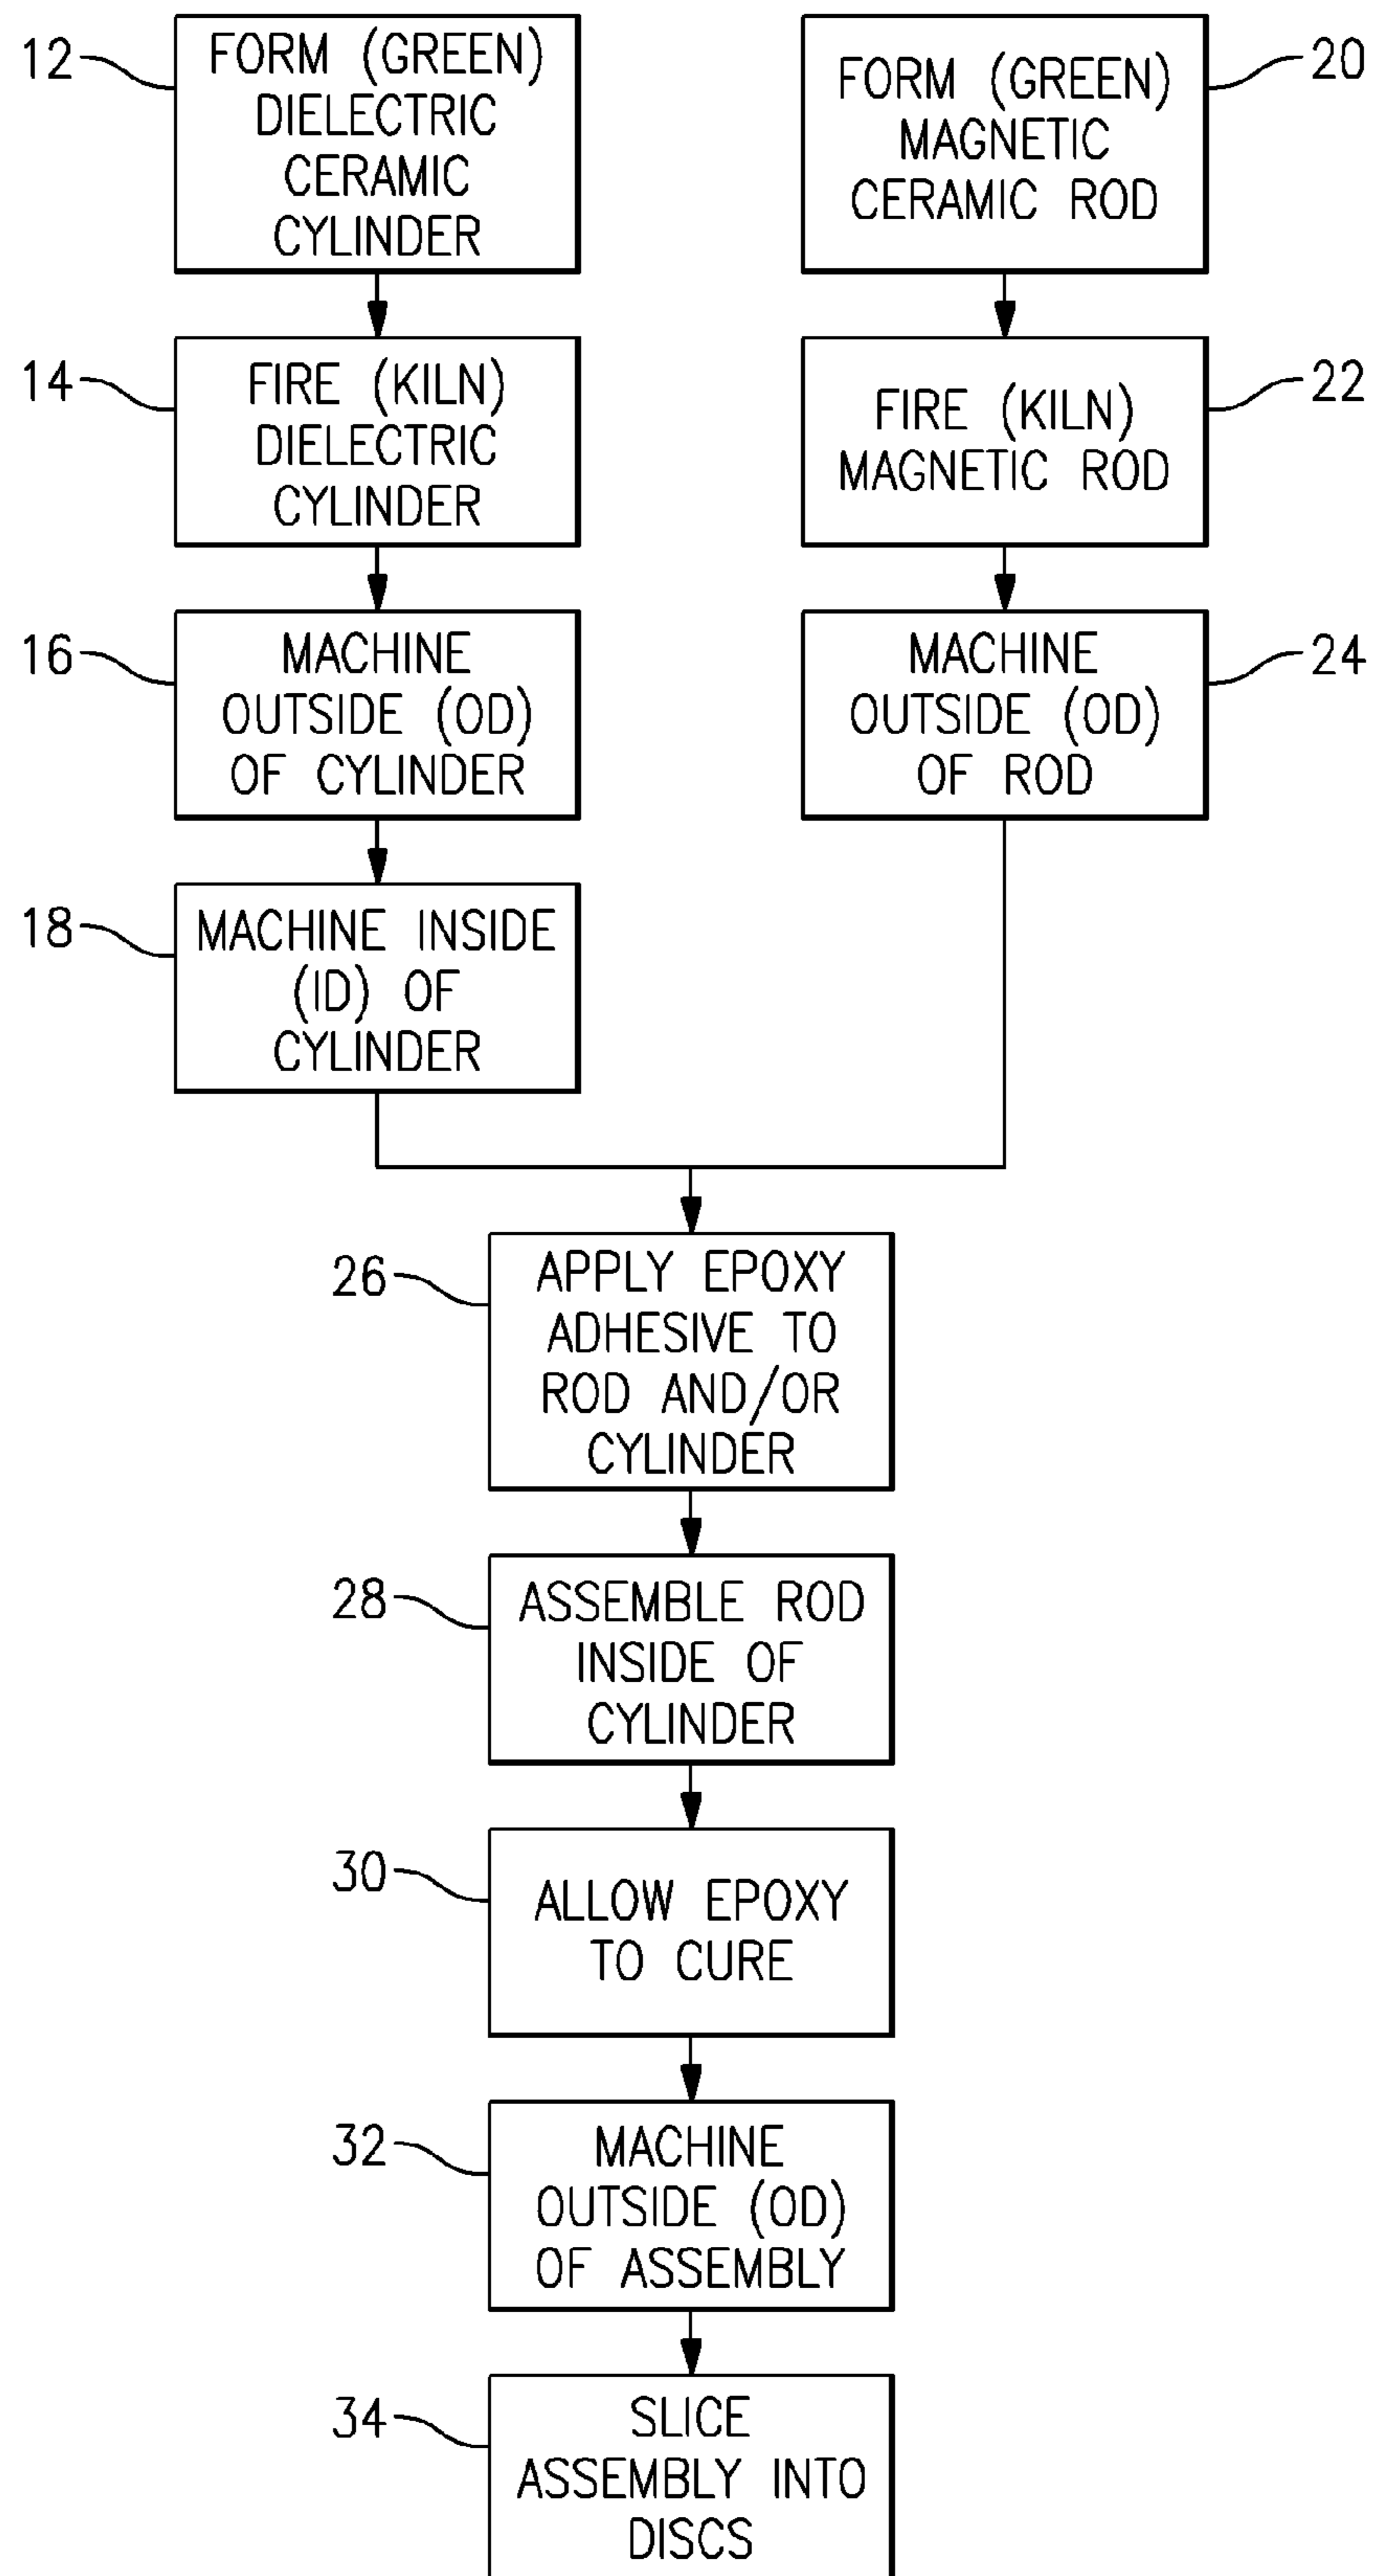 12
FORM (GREEN)
DIELECTRIC
CERAMIC
CYLINDER
20
FORM (GREEN)
MAGNETIC
CERAMIC ROD
14
FIRE (KILN)
DIELECTRIC
CYLINDER
22
FIRE (KILN)
MAGNETIC ROD
16
MACHINE
OUTSIDE (OD)
OF CYLINDER
24
MACHINE
OUTSIDE (OD)
OF ROD
18
MACHINE INSIDE
(ID) OF
CYLINDER
26
APPLY EPOXY
ADHESIVE TO
ROD AND/OR
CYLINDER
28
ASSEMBLE ROD
INSIDE OF
CYLINDER
30
ALLOW EPOXY
TO CURE
32
MACHINE
OUTSIDE (OD)
OF ASSEMBLY
34
SLICE
ASSEMBLY INTO
DISCS